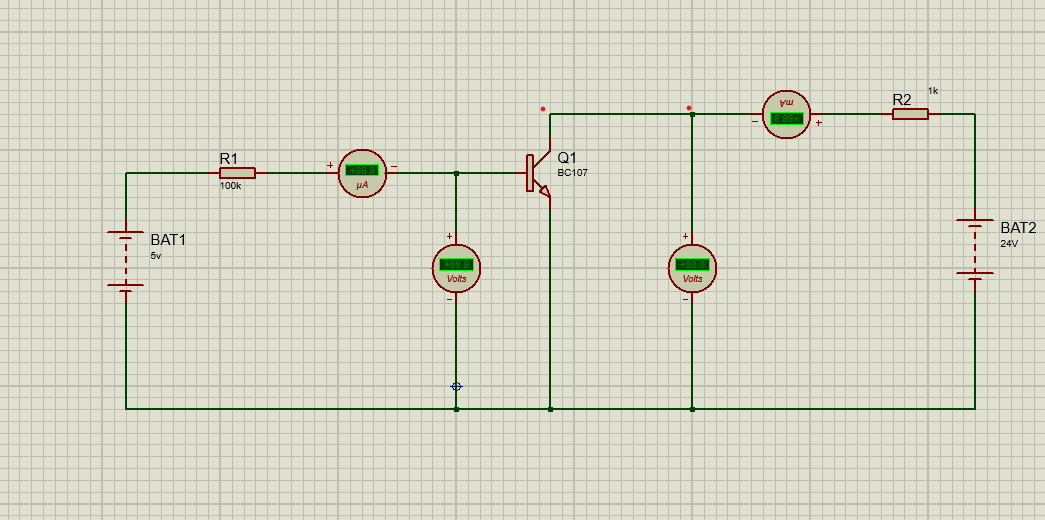 R1
100k
BAT1
5v
+
−
µA
Q1
BC107
+
Volts
−
+
Volts
−
mA
−
+
R2
1k
BAT2
24V